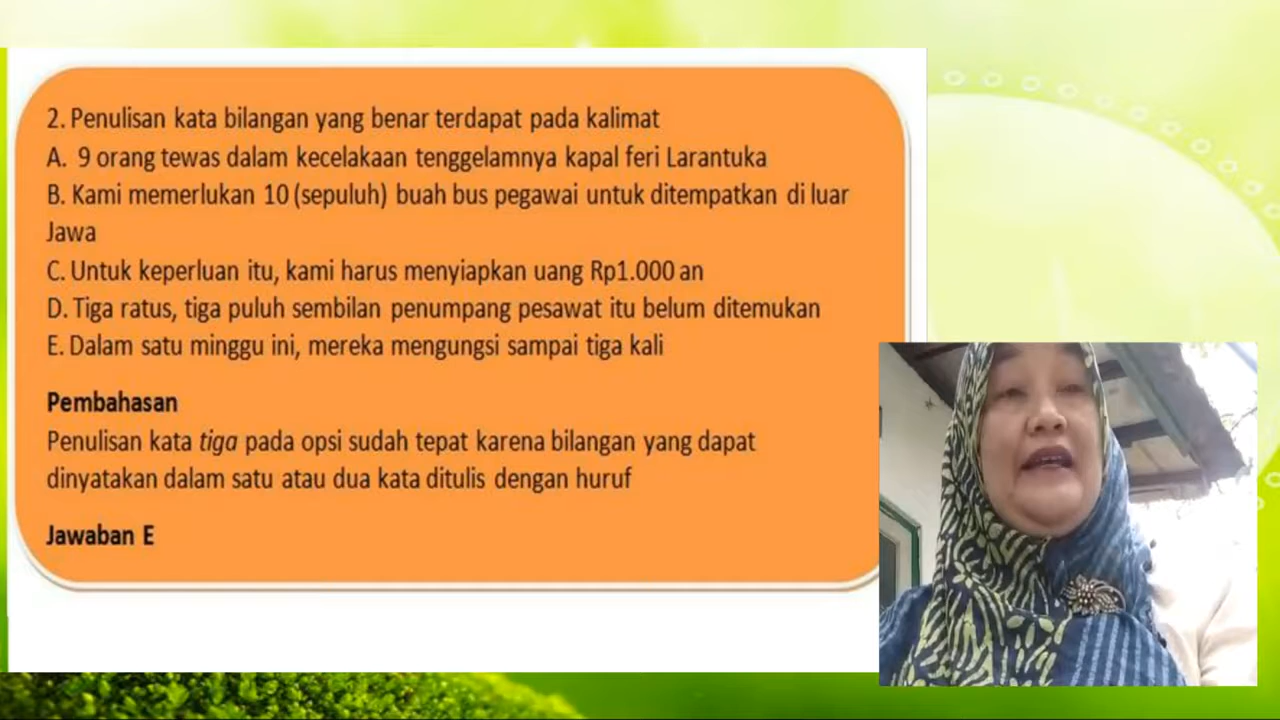 2. Penulisan kata bilangan yang benar terdapat pada kalimat
A. 9 orang tewas dalam kecelakaan tenggelamnya kapal feri Larantuka
B. Kami memerlukan 10 (sepuluh) buah bus pegawai untuk ditempatkan di luar
Jawa
C. Untuk keperluan itu, kami harus menyiapkan uang Rp1.000 an
D. Tiga ratus, tiga puluh sembilan penumpang pesawat itu belum ditemukan
E. Dalam satu minggu ini, mereka mengungsi sampai tiga kali
Pembahasan
Penulisan kata tiga pada opsi sudah tepat karena bilangan yang dapat
dinyatakan dalam satu atau dua kata ditulis dengan huruf
Jawaban E